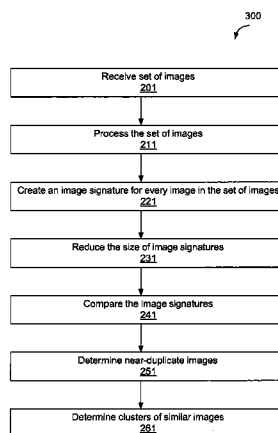 300
Receive set of images
201
Process the set of images
211
Create an image signature for every image in the set of images
221
Reduce the size of image signatures
231
Compare the image signatures
241
Determine near-duplicate images
251
Determine clusters of similar images
261